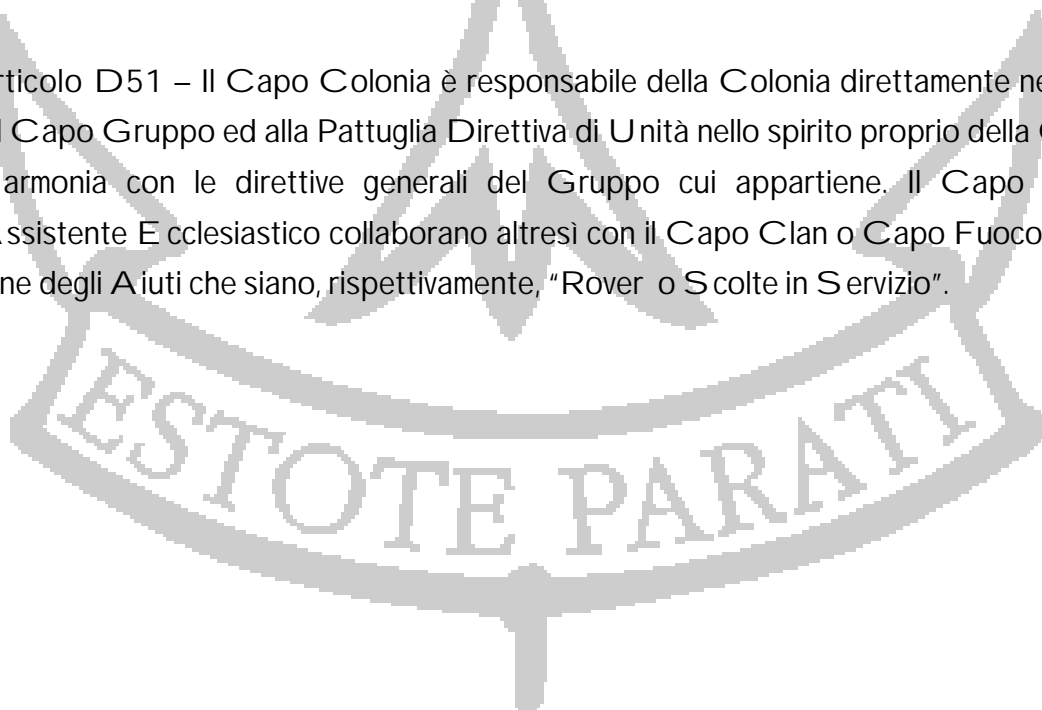 rticolo D51 – Il Capo Colonia è responsabile della Colonia direttamente ne
l Capo Gruppo ed alla Pattuglia Direttiva di Unità nello spirito proprio della
armonia con le direttive generali del Gruppo cui appartiene. Il Capo
ssistente Ecclesiastico collaborano altresì con il Capo Clan o Capo Fuoco
ne degli Aiuti che siano, rispettivamente, “Rover o Scolte in Servizio”.
ESTOTE PARATI